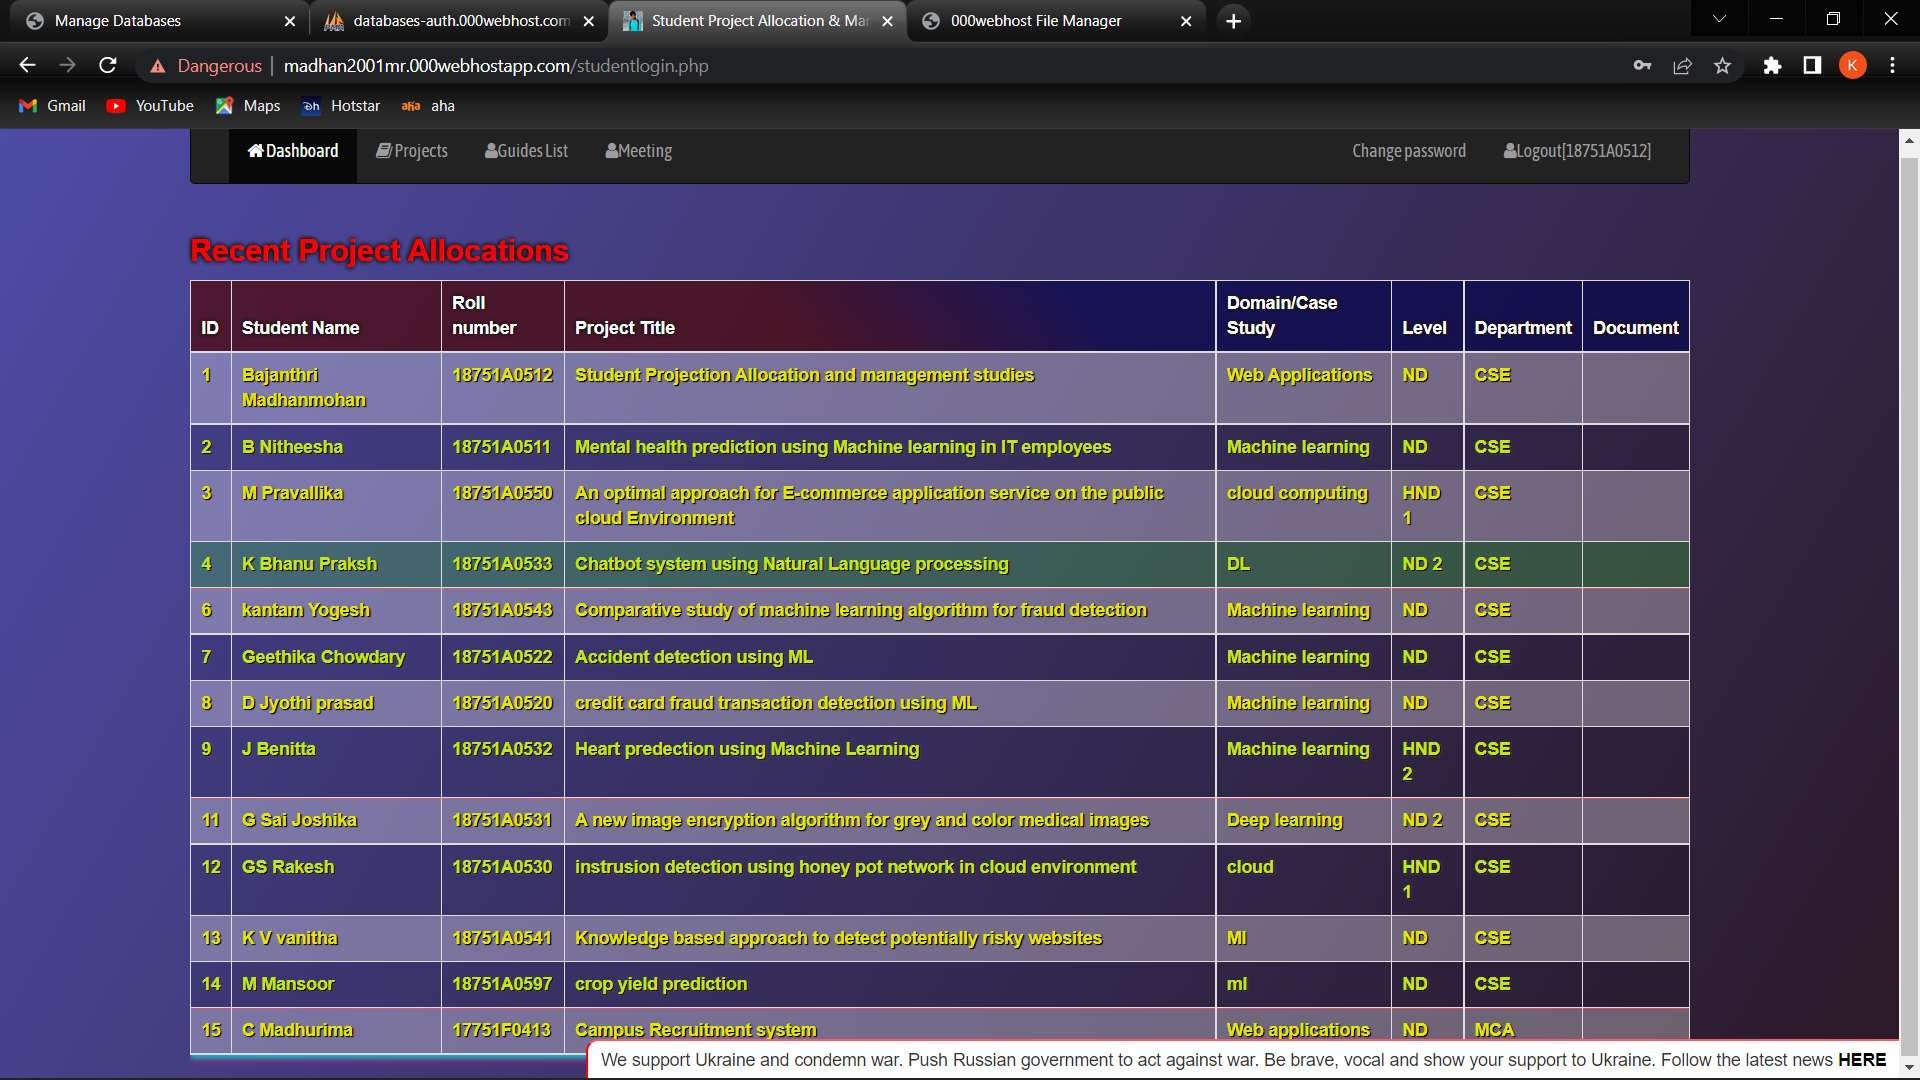 Manage Databases
databases-auth.000webhost.com
Student Project Allocation & Mar
000webhost File Manager
Dangerous madhan2001mr.000webhostapp.com/studentlogin.php
K
Gmail YouTube Maps Hotstar aha
Dashboard Projects Guides List Meeting Change password Logout[18751A0512]
Recent Project Allocations
ID Student Name Roll number Project Title Domain/Case Study Level Department Document
1 Bajanthri Madhanmohan 18751A0512 Student Projection Allocation and management studies Web Applications ND CSE
2 B Nitheesha 18751A0511 Mental health prediction using Machine learning in IT employees Machine learning ND CSE
3 M Pravallika 18751A0550 An optimal approach for E-commerce application service on the public cloud Environment cloud computing HND 1 CSE
4 K Bhanu Praksh 18751A0533 Chatbot system using Natural Language processing DL ND 2 CSE
6 kantam Yogesh 18751A0543 Comparative study of machine learning algorithm for fraud detection Machine learning ND CSE
7 Geethika Chowdary 18751A0522 Accident detection using ML Machine learning ND CSE
8 D Jyothi prasad 18751A0520 credit card fraud transaction detection using ML Machine learning ND CSE
9 J Benitta 18751A0532 Heart predection using Machine Learning Machine learning HND 2 CSE
11 G Sai Joshika 18751A0531 A new image encryption algorithm for grey and color medical images Deep learning ND 2 CSE
12 GS Rakesh 18751A0530 instrusion detection using honey pot network in cloud environment cloud HND 1 CSE
13 K V vanitha 18751A0541 Knowledge based approach to detect potentially risky websites Ml ND CSE
14 M Mansoor 18751A0597 crop yield prediction ml ND CSE
15 C Madhurima 17751F0413 Campus Recruitment system Web applications ND MCA
We support Ukraine and condemn war. Push Russian government to act against war. Be brave, vocal and show your support to Ukraine. Follow the latest news HERE